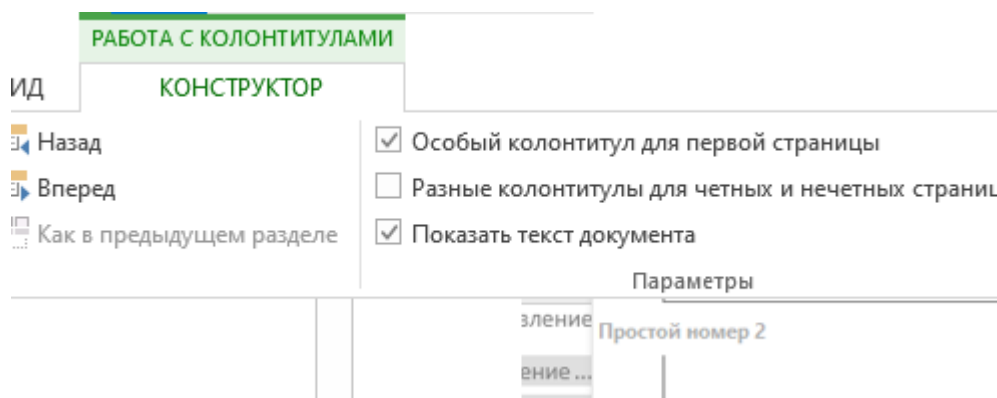 РАБОТА С КОЛОНТИТУЛАМИ
ИД КОНСТРУКТОР
Назад
Особый колонтитул для первой страницы
Вперед
Разные колонтитулы для четных и нечетных страниц
Как в предыдущем разделе
Показать текст документа
Параметры
вление
Простой номер 2
ение ...